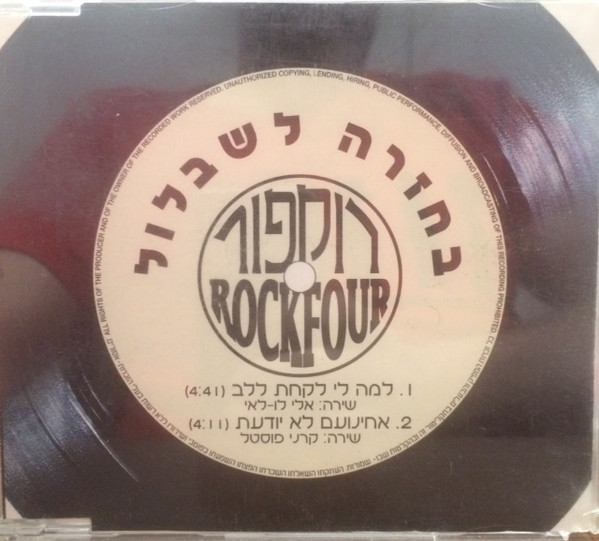 ALL RIGHTS OF THE PRODUCER AND OF THE OWNER OF THE RECORDED WORK RESERVED. UNAUTHORIZED COPYING, LENDING, HIRING, PUBLIC PERFORMANCE, DIFFUSION AND BROADCASTING OF THIS RECORDING PROHIBITED.
בחזרה לשבלול
רוקפור
ROCKFOUR
1. למה לי לקחת ללב (4:41)
שירה: אלי לו-לאי
2. אחינועם לא יודעת (4:11)
שירה: קרני פוסטל